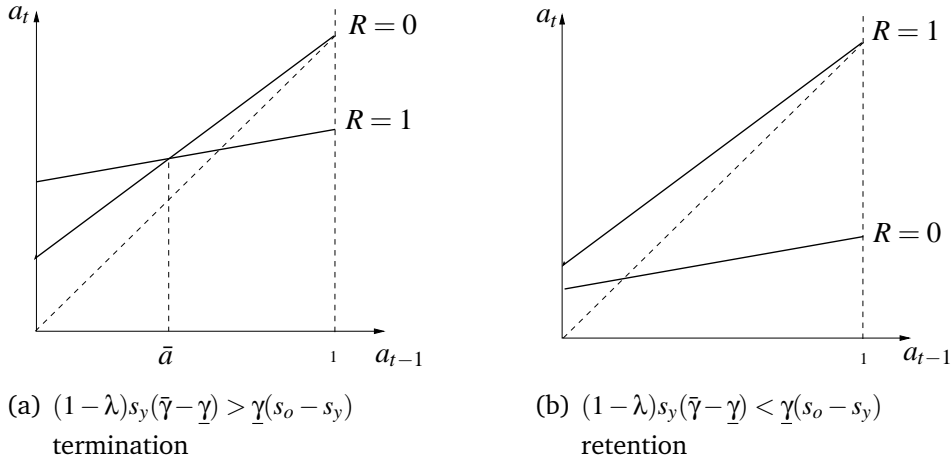 a_t
R = 0
R = 1
ā
1
a_{t−1}
(a) (1 − λ)s_y(γ̄ − γ̲) > γ̲(s_o − s_y)
termination
a_t
R = 1
R = 0
1
a_{t−1}
(b) (1 − λ)s_y(γ̄ − γ̲) < γ̲(s_o − s_y)
retention